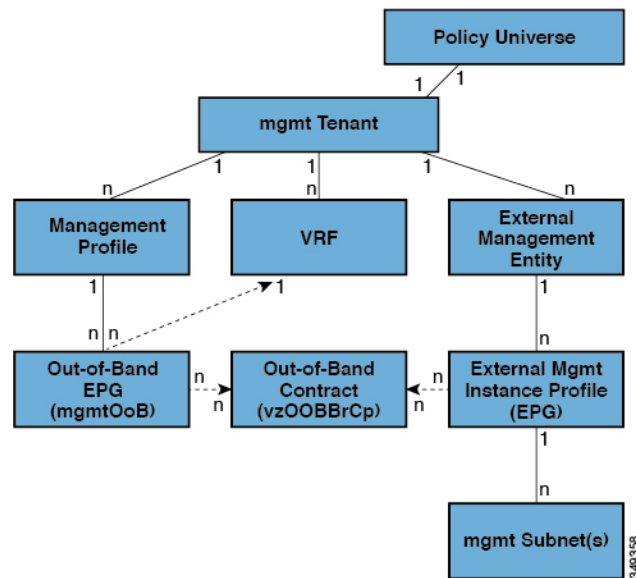 Policy Universe
1
1
mgmt Tenant
1
1
1
n
n
n
Management
Profile
VRF
External
Management
Entity
1
1
1
n
n
n
Out-of-Band
EPG
(mgmtOoB)
n
n
Out-of-Band
Contract
(vzOOBBrCp)
n
n
External Mgmt
Instance Profile
(EPG)
1
n
mgmt Subnet(s)
349358